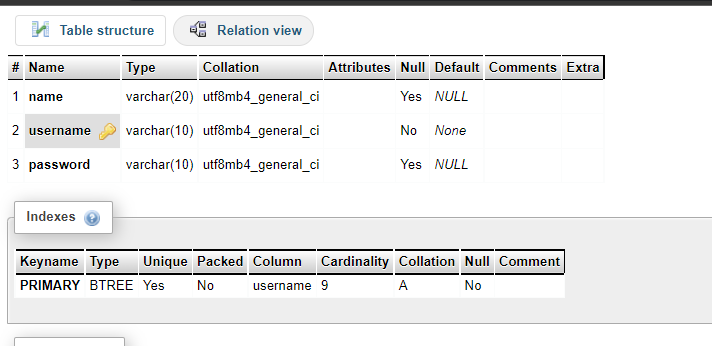 Table structure Relation view
# Name Type Collation Attributes Null Default Comments Extra
1 name varchar(20) utf8mb4_general_ci Yes NULL
2 username varchar(10) utf8mb4_general_ci No None
3 password varchar(10) utf8mb4_general_ci Yes NULL
Indexes
Keyname Type Unique Packed Column Cardinality Collation Null Comment
PRIMARY BTREE Yes No username 9 A No